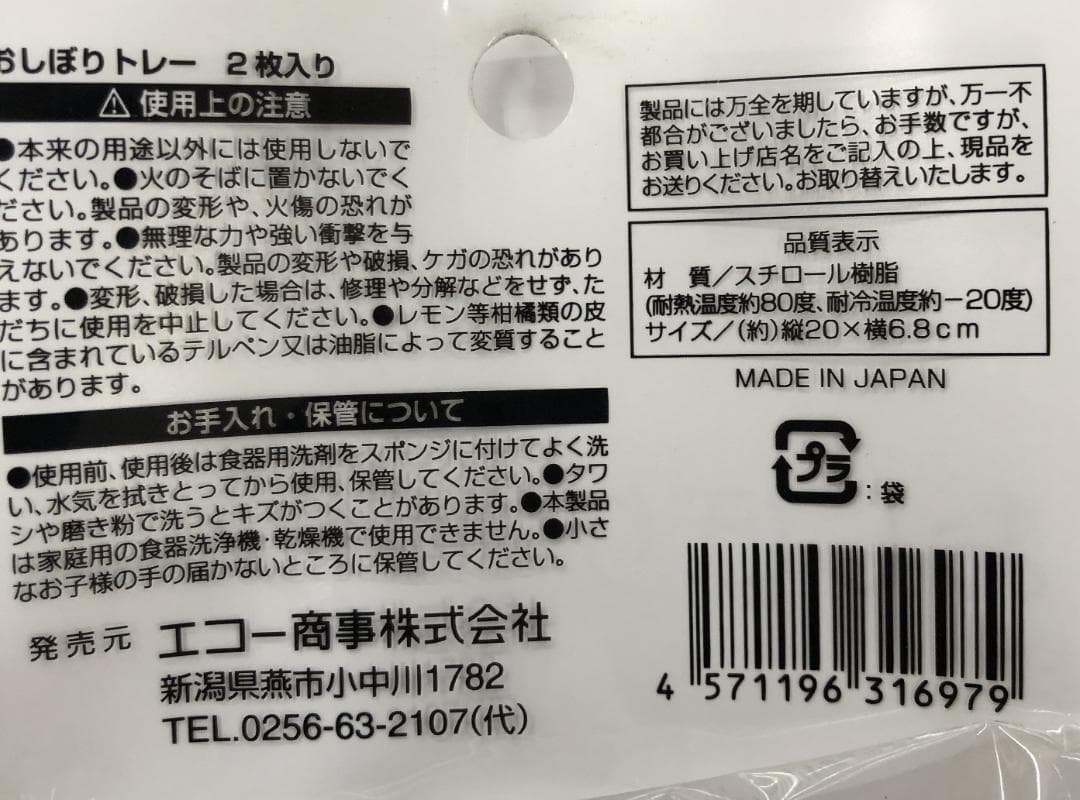 おしぼりトレー 2枚入り
⚠使用上の注意
●本来の用途以外には使用しないで
ください。●火のそばに置かないでく
ださい。製品の変形や、火傷の恐れが
あります。●無理な力や強い衝撃を与
えないでください。製品の変形や破損、ケガの恐れがあり
ます。●変形、破損した場合は、修理や分解などをせず、た
だちに使用を中止してください。●レモン等柑橘類の皮
に含まれているテルペン又は油脂によって変質すること
があります。
お手入れ・保管について
●使用前、使用後は食器用洗剤をスポンジに付けてよく洗
い、水気を拭きとってから使用、保管してください。●タワ
シや磨き粉で洗うとキズがつくことがあります。●本製品
は家庭用の食器洗浄機・乾燥機で使用できません。●小さ
なお子様の手の届かないところに保管してください。
発売元 エコー商事株式会社
新潟県燕市小中川1782
TEL.0256-63-2107(代)
製品には万全を期していますが、万一不
都合がございましたら、お手数ですが、
お買い上げ店名をご記入の上、現品を
お送りください。お取り替えいたします。
品質表示
材 質/スチロール樹脂
(耐熱温度約80度、耐冷温度約-20度)
サイズ/(約)縦20×横6.8cm
MADE IN JAPAN
プラ:袋
4 571196 316979